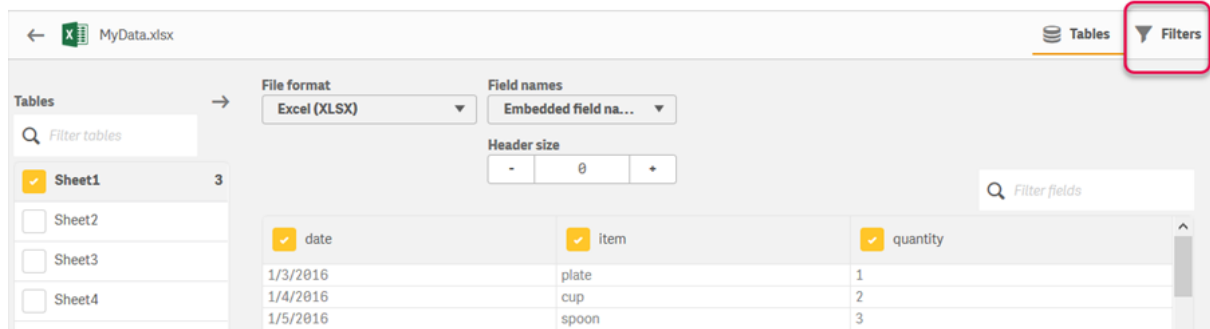 MyData.xlsx
Tables
Filters
Tables
Filter tables
Sheet1 3
Sheet2
Sheet3
Sheet4
File format
Excel (XLSX)
Field names
Embedded field na...
Header size
- 0 +
Filter fields
date item quantity
1/3/2016 plate 1
1/4/2016 cup 2
1/5/2016 spoon 3